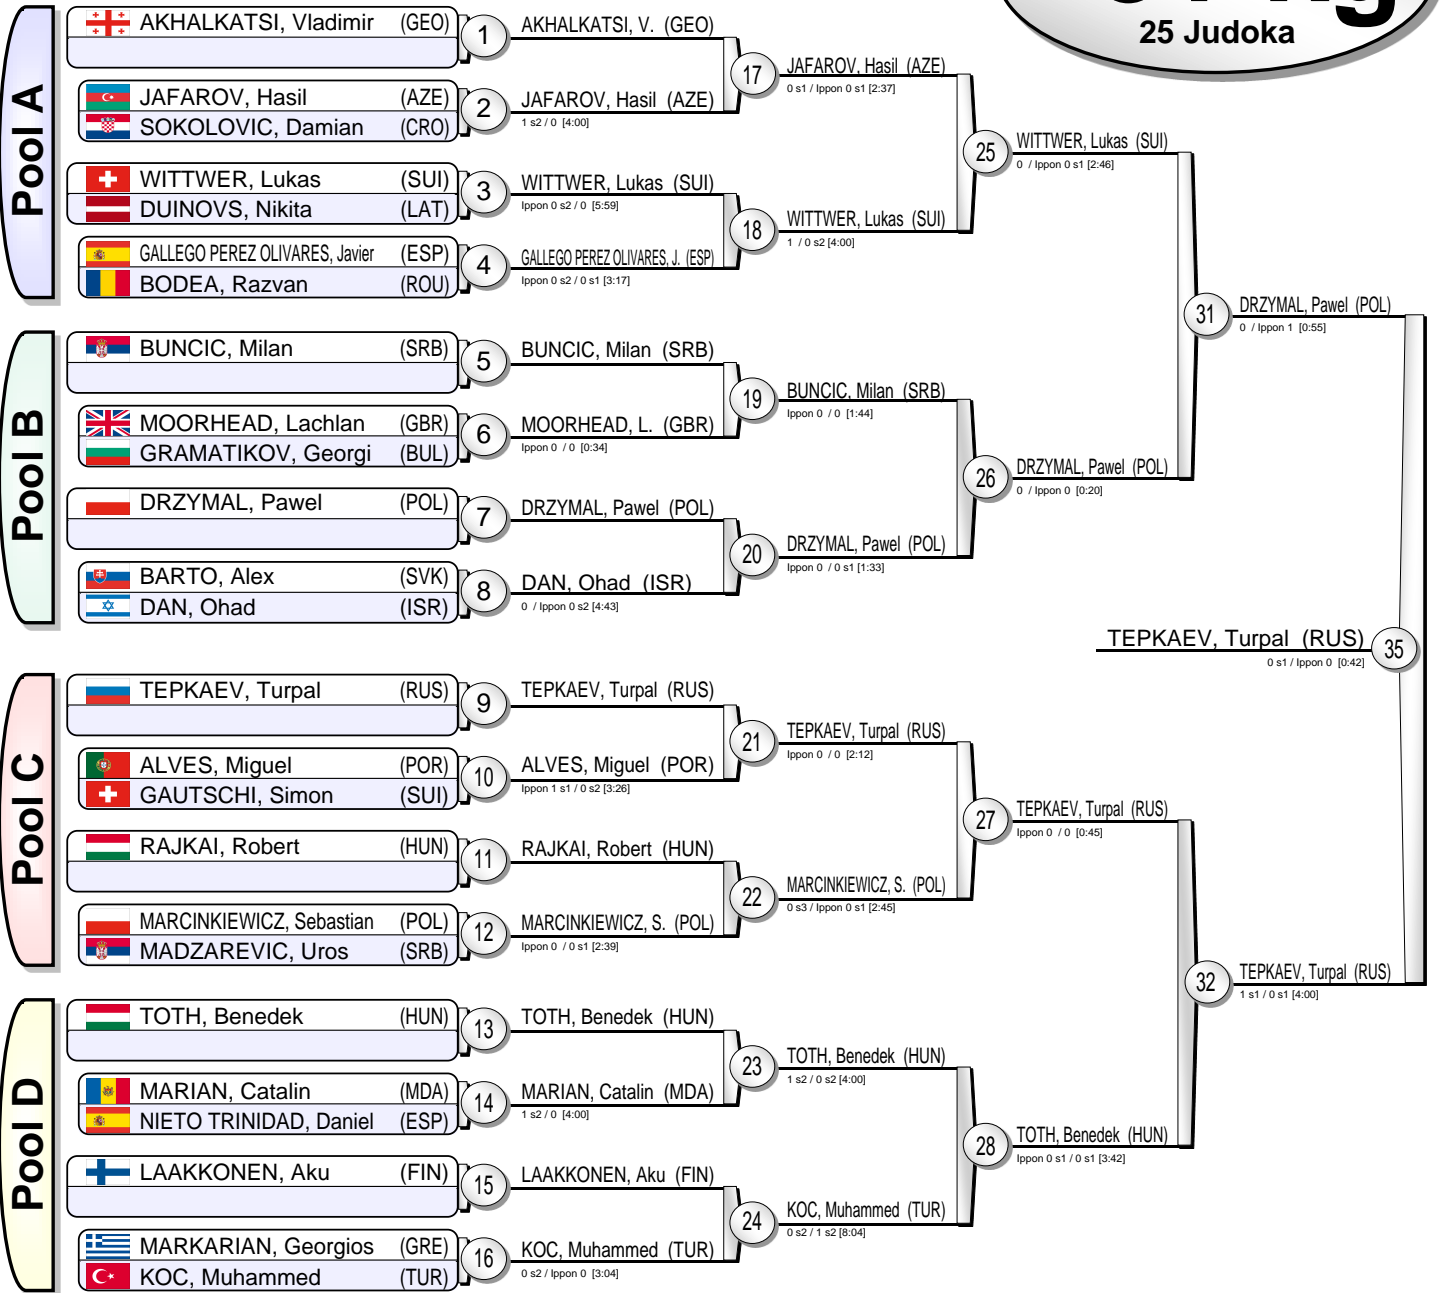 25 Judoka
Pool A
AKHALKATSI, Vladimir (GEO)
1
JAFAROV, Hasil (AZE)
SOKOLOVIC, Damian (CRO)
2
WITTWER, Lukas (SUI)
DUINOVS, Nikita (LAT)
3
GALLEGO PEREZ OLIVARES, Javier (ESP)
BODEA, Razvan (ROU)
4
Pool B
BUNCIC, Milan (SRB)
5
MOORHEAD, Lachlan (GBR)
GRAMATIKOV, Georgi (BUL)
6
DRZYMAL, Pawel (POL)
7
BARTO, Alex (SVK)
DAN, Ohad (ISR)
8
Pool C
TEPKAEV, Turpal (RUS)
9
ALVES, Miguel (POR)
GAUTSCHI, Simon (SUI)
10
RAJKAI, Robert (HUN)
11
MARCINKIEWICZ, Sebastian (POL)
MADZAREVIC, Uros (SRB)
12
Pool D
TOTH, Benedek (HUN)
13
MARIAN, Catalin (MDA)
NIETO TRINIDAD, Daniel (ESP)
14
LAAKKONEN, Aku (FIN)
15
MARKARIAN, Georgios (GRE)
KOC, Muhammed (TUR)
16
AKHALKATSI, V. (GEO)
JAFAROV, Hasil (AZE)
1 s2 / 0 [4:00]
17
WITTWER, Lukas (SUI)
Ippon 0 s2 / 0 [5:59]
GALLEGO PEREZ OLIVARES, J. (ESP)
Ippon 0 s2 / 0 s1 [3:17]
18
BUNCIC, Milan (SRB)
MOORHEAD, L. (GBR)
Ippon 0 / 0 [0:34]
19
DRZYMAL, Pawel (POL)
DAN, Ohad (ISR)
0 / Ippon 0 s2 [4:43]
20
TEPKAEV, Turpal (RUS)
ALVES, Miguel (POR)
Ippon 1 s1 / 0 s2 [3:26]
21
RAJKAI, Robert (HUN)
MARCINKIEWICZ, S. (POL)
Ippon 0 / 0 s1 [2:39]
22
TOTH, Benedek (HUN)
MARIAN, Catalin (MDA)
1 s2 / 0 [4:00]
23
LAAKKONEN, Aku (FIN)
KOC, Muhammed (TUR)
0 s2 / Ippon 0 [3:04]
24
JAFAROV, Hasil (AZE)
0 s1 / Ippon 0 s1 [2:37]
WITTWER, Lukas (SUI)
1 / 0 s2 [4:00]
25
BUNCIC, Milan (SRB)
Ippon 0 / 0 [1:44]
DRZYMAL, Pawel (POL)
Ippon 0 / 0 s1 [1:33]
26
TEPKAEV, Turpal (RUS)
Ippon 0 / 0 [2:12]
MARCINKIEWICZ, S. (POL)
0 s3 / Ippon 0 s1 [2:45]
27
TOTH, Benedek (HUN)
1 s2 / 0 s2 [4:00]
KOC, Muhammed (TUR)
0 s2 / 1 s2 [8:04]
28
WITTWER, Lukas (SUI)
0 / Ippon 0 s1 [2:46]
DRZYMAL, Pawel (POL)
0 / Ippon 0 [0:20]
31
TEPKAEV, Turpal (RUS)
Ippon 0 / 0 [0:45]
TOTH, Benedek (HUN)
Ippon 0 s1 / 0 s1 [3:42]
32
DRZYMAL, Pawel (POL)
0 / Ippon 1 [0:55]
TEPKAEV, Turpal (RUS)
1 s1 / 0 s1 [4:00]
35
TEPKAEV, Turpal (RUS)
0 s1 / Ippon 0 [0:42]